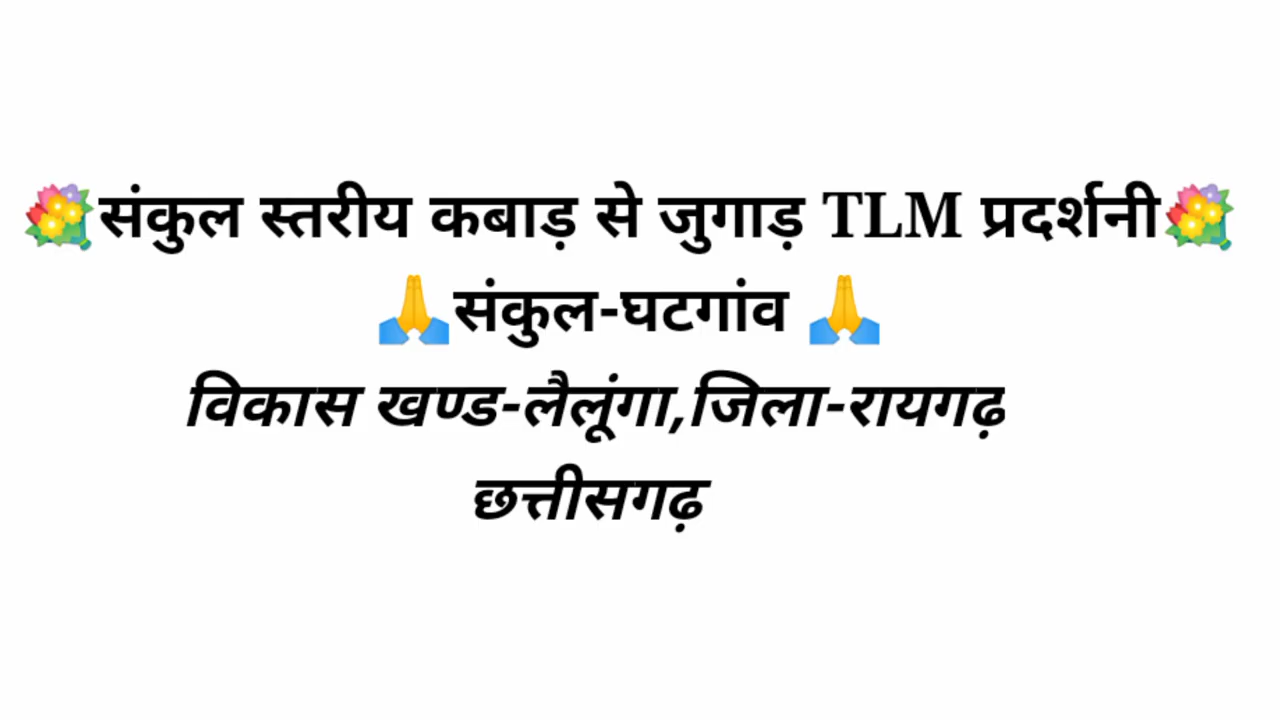 💐संकुल स्तरीय कबाड़ से जुगाड़ TLM प्रदर्शनी💐
🙏संकुल-घटगांव 🙏
विकास खण्ड-लैलूंगा,जिला-रायगढ़
छत्तीसगढ़